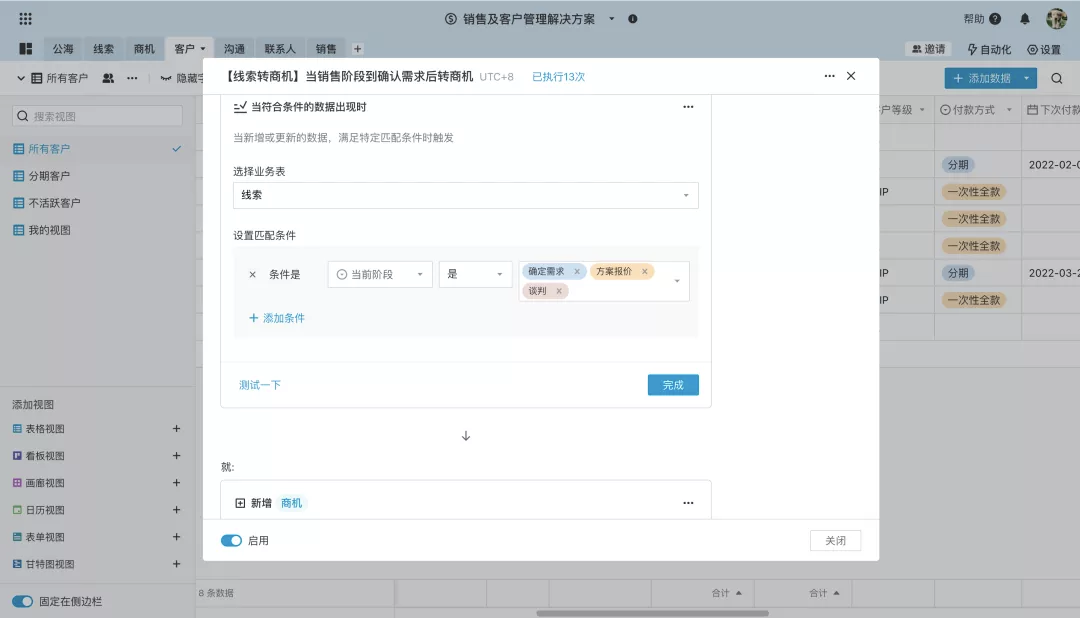 销售及客户管理解决方案
帮助
公海 线索 商机 客户 沟通 联系人 销售
邀请 自动化 设置
所有客户
隐藏字
添加数据
搜索视图
所有客户
分期客户
不活跃客户
我的视图
添加视图
表格视图
看板视图
画廊视图
日历视图
表单视图
甘特图视图
固定在侧边栏
【线索转商机】当销售阶段到确认需求后转商机 UTC+8 已执行13次
当符合条件的数据出现时
当新增或更新的数据，满足特定匹配条件时触发
选择业务表
线索
设置匹配条件
条件是 当前阶段 是 确定需求 方案报价
谈判
添加条件
测试一下 完成
就:
新增 商机
启用 关闭
户等级 付款方式 下次付款
分期 2022-02-0
IP 一次性全款
一次性全款
一次性全款
IP 分期 2022-03-2
IP 一次性全款
8 条数据 合计 合计